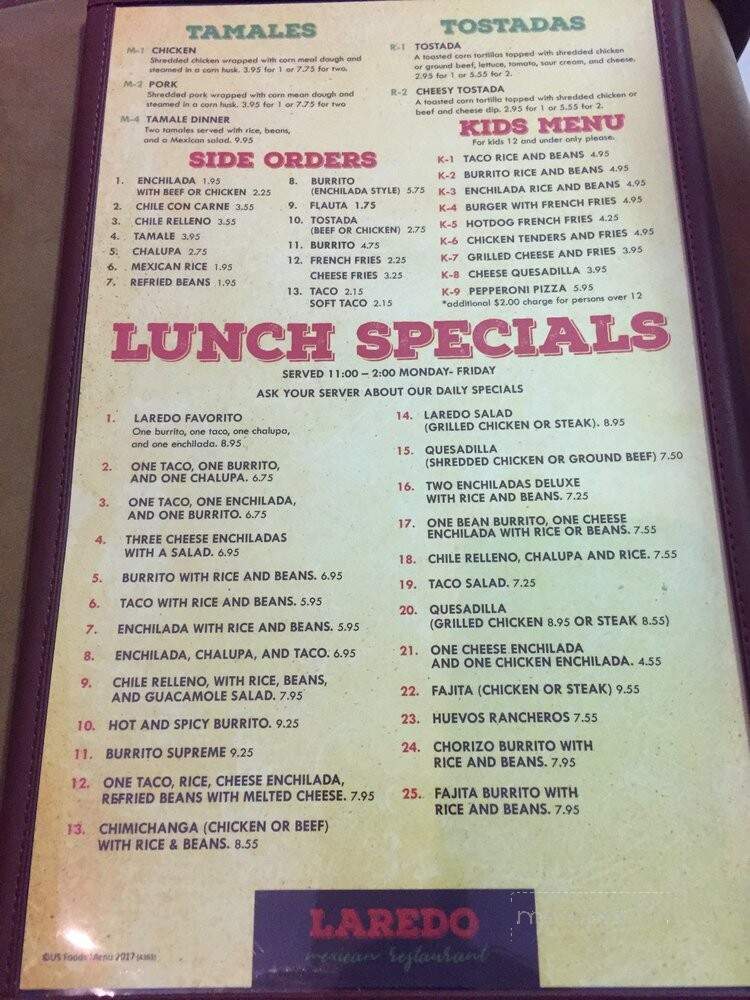 TAMALES
M-1 CHICKEN
Shredded chicken wrapped with corn meal dough and
steamed in a corn husk. 3.95 for 1 or 7.75 for two.
M-2 PORK
Shredded pork wrapped with corn mean dough and
steamed in a corn husk. 3.95 for 1 or 7.75 for two
M-4 TAMALE DINNER
Two tamales served with rice, beans,
and a Mexican salad. 9.95
TOSTADAS
R-1 TOSTADA
A toasted corn tortillas topped with shredded chicken
or ground beef, lettuce, tomato, sour cream, and cheese.
2.95 for 1 or 5.55 for 2.
R-2 CHEESY TOSTADA
A toasted corn tortilla topped with shredded chicken or
beef and cheese dip. 2.95 for 1 or 5.55 for 2.
SIDE ORDERS
1. ENCHILADA 1.95
WITH BEEF OR CHICKEN 2.25
2. CHILE CON CARNE 3.55
3. CHILE RELLENO 3.55
4. TAMALE 3.95
5. CHALUPA 2.75
6. MEXICAN RICE 1.95
7. REFRIED BEANS 1.95
8. BURRITO
(ENCHILADA STYLE) 5.75
9. FLAUTA 1.75
10. TOSTADA
(BEEF OR CHICKEN) 2.75
11. BURRITO 4.75
12. FRENCH FRIES 2.25
CHEESE FRIES 3.25
13. TACO 2.15
SOFT TACO 2.15
KIDS MENU
For kids 12 and under only please.
K-1 TACO RICE AND BEANS 4.95
K-2 BURRITO RICE AND BEANS 4.95
K-3 ENCHILADA RICE AND BEANS 4.95
K-4 BURGER WITH FRENCH FRIES 4.95
K-5 HOTDOG FRENCH FRIES 4.25
K-6 CHICKEN TENDERS AND FRIES 4.95
K-7 GRILLED CHEESE AND FRIES 3.95
K-8 CHEESE QUESADILLA 3.95
K-9 PEPPERONI PIZZA 5.95
*additional $2.00 charge for persons over 12
LUNCH SPECIALS
SERVED 11:00 – 2:00 MONDAY- FRIDAY
ASK YOUR SERVER ABOUT OUR DAILY SPECIALS
1. LAREDO FAVORITO
One burrito, one taco, one chalupa,
and one enchilada. 8.95
2. ONE TACO, ONE BURRITO,
AND ONE CHALUPA. 6.75
3. ONE TACO, ONE ENCHILADA,
AND ONE BURRITO. 6.75
4. THREE CHEESE ENCHILADAS
WITH A SALAD. 6.95
5. BURRITO WITH RICE AND BEANS. 6.95
6. TACO WITH RICE AND BEANS. 5.95
7. ENCHILADA WITH RICE AND BEANS. 5.95
8. ENCHILADA, CHALUPA, AND TACO. 6.95
9. CHILE RELLENO, WITH RICE, BEANS,
AND GUACAMOLE SALAD. 7.95
10. HOT AND SPICY BURRITO. 9.25
11. BURRITO SUPREME 9.25
12. ONE TACO, RICE, CHEESE ENCHILADA,
REFRIED BEANS WITH MELTED CHEESE. 7.95
13. CHIMICHANGA (CHICKEN OR BEEF)
WITH RICE & BEANS. 8.55
14. LAREDO SALAD
(GRILLED CHICKEN OR STEAK). 8.95
15. QUESADILLA
(SHREDDED CHICKEN OR GROUND BEEF) 7.50
16. TWO ENCHILADAS DELUXE
WITH RICE AND BEANS. 7.25
17. ONE BEAN BURRITO, ONE CHEESE
ENCHILADA WITH RICE OR BEANS. 7.55
18. CHILE RELLENO, CHALUPA AND RICE. 7.55
19. TACO SALAD. 7.25
20. QUESADILLA
(GRILLED CHICKEN 8.95 OR STEAK 8.55)
21. ONE CHEESE ENCHILADA
AND ONE CHICKEN ENCHILADA. 4.55
22. FAJITA (CHICKEN OR STEAK) 9.55
23. HUEVOS RANCHEROS 7.55
24. CHORIZO BURRITO WITH
RICE AND BEANS. 7.95
25. FAJITA BURRITO WITH
RICE AND BEANS. 7.95
LAREDO
mexican restaurant
©US Foods Menu 2017 (4393)